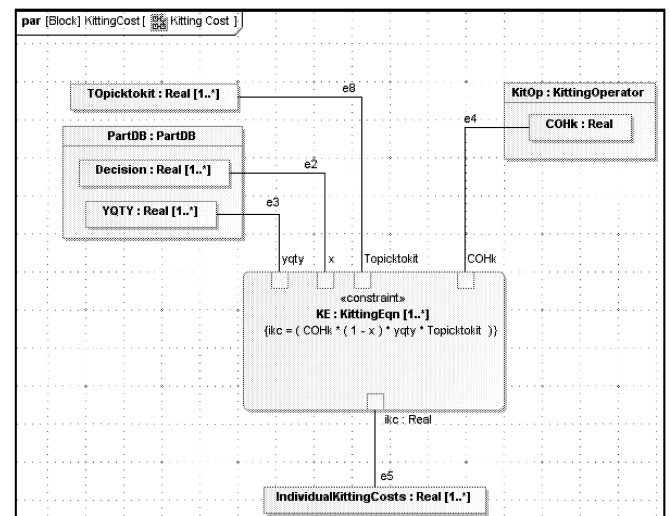 par [Block] KittingCost [ Kitting Cost ]
TOpicktokit : Real [1..*]
e8
KitOp : KittingOperator
COHk : Real
e4
PartDB : PartDB
Decision : Real [1..*]
e2
YQTY : Real [1..*]
e3
yqty
x
Topicktokit
COHk
«constraint»
KE : KittingEqn [1..*]
{ikc = ( COHk * ( 1 - x ) * yqty * Topicktokit )}
ikc : Real
e5
IndividualKittingCosts : Real [1..*]